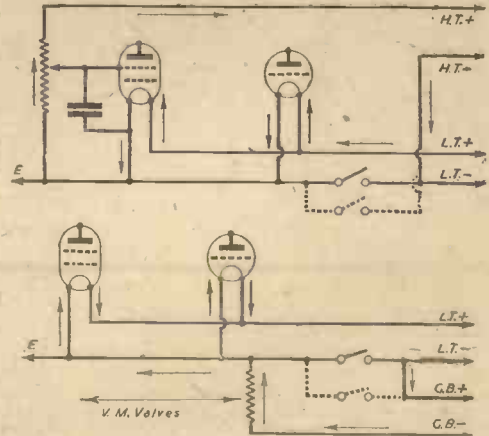 H.T.+
H.T.-
L.T.+
E
L.T.-
L.T.+
E
L.T.-
G.B.+
V. M. Valves
G.B.-